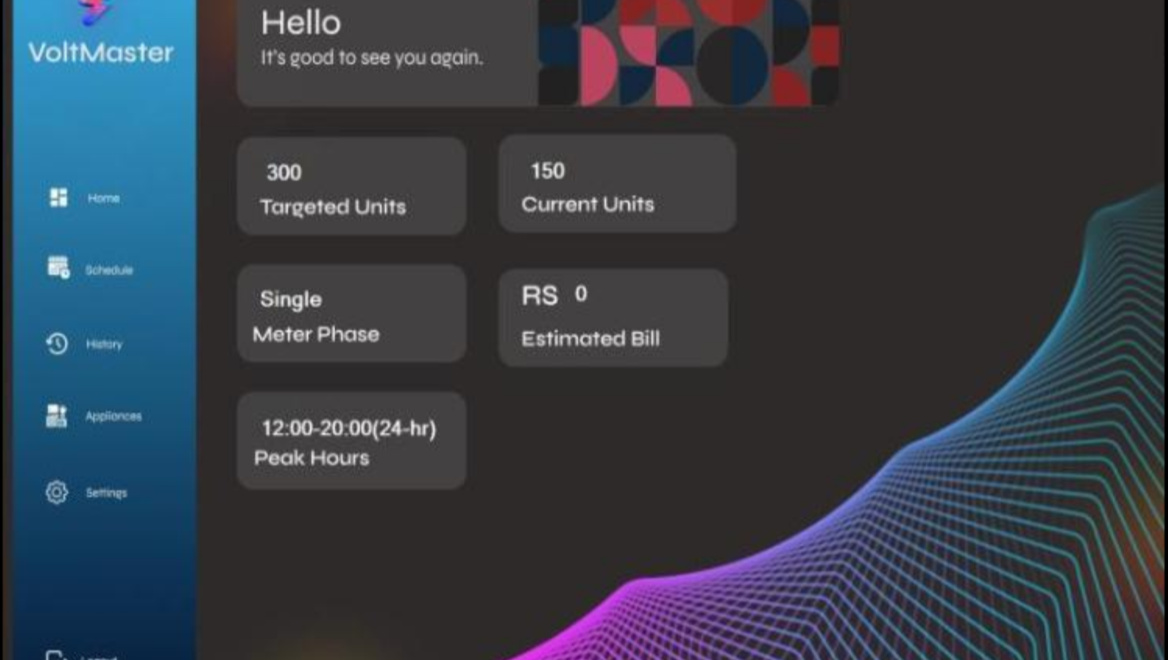 VoltMaster
Home
Schedule
History
Appliances
Settings
Hello
It's good to see you again.
300
Targeted Units
150
Current Units
Single
Meter Phase
RS 0
Estimated Bill
12:00-20:00(24-hr)
Peak Hours